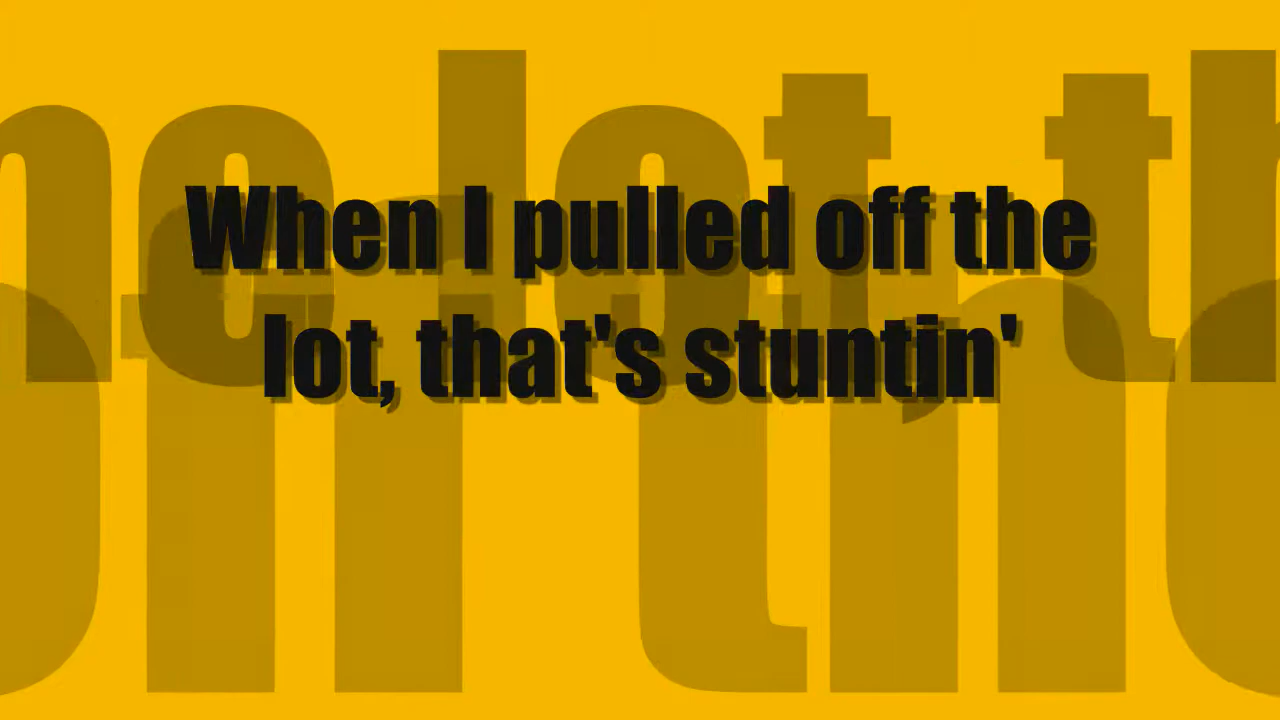 When I pulled off the
lot, that's stuntin'